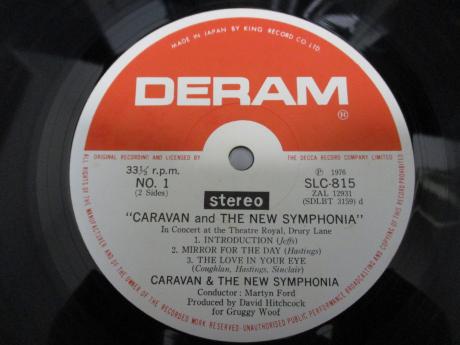 MADE IN JAPAN BY KING RECORD CO. LTD.
DERAM
®
ORIGINAL RECORDING AND LICENSED BY THE DECCA RECORD COMPANY LIMITED
33⅓ r.p.m.
NO. 1
(2 Sides)
stereo
Ⓟ 1976
SLC-815
ZAL 12931
(SDLBT 3159) d
"CARAVAN and THE NEW SYMPHONIA"
In Concert at the Theatre Royal, Drury Lane
1. INTRODUCTION (Jeffs)
2. MIRROR FOR THE DAY (Hastings)
3. THE LOVE IN YOUR EYE
(Coughlan, Hastings, Sinclair)
CARAVAN & THE NEW SYMPHONIA
Conductor : Martyn Ford
Produced by David Hitchcock
for Gruggy Woof
ALL RIGHTS OF THE MANUFACTURER AND OF THE OWNER OF THE RECORDED WORK RESERVED-UNAUTHORISED PUBLIC PERFORMANCE, BROADCASTING AND COPYING OF THIS RECORD PROHIBITED